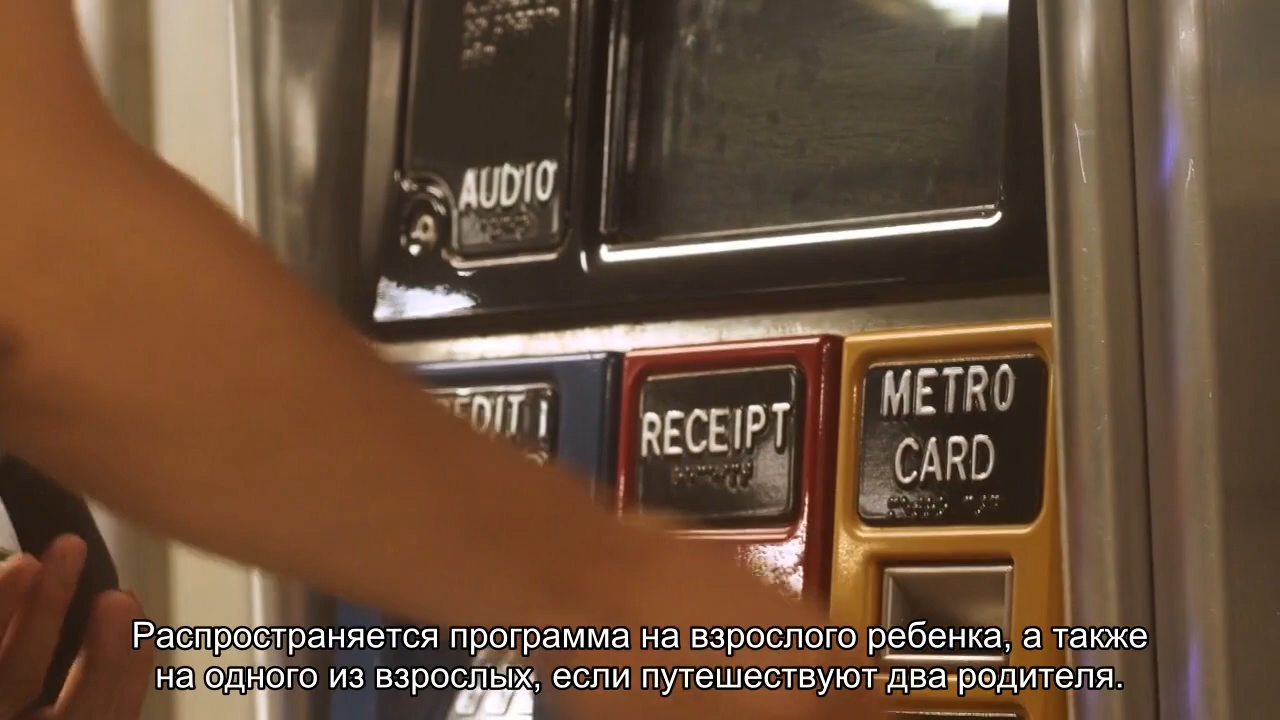 AUDIO
RECEIPT
METRO
CARD
Распространяется программа на взрослого ребенка, а также
на одного из взрослых, если путешествуют два родителя.